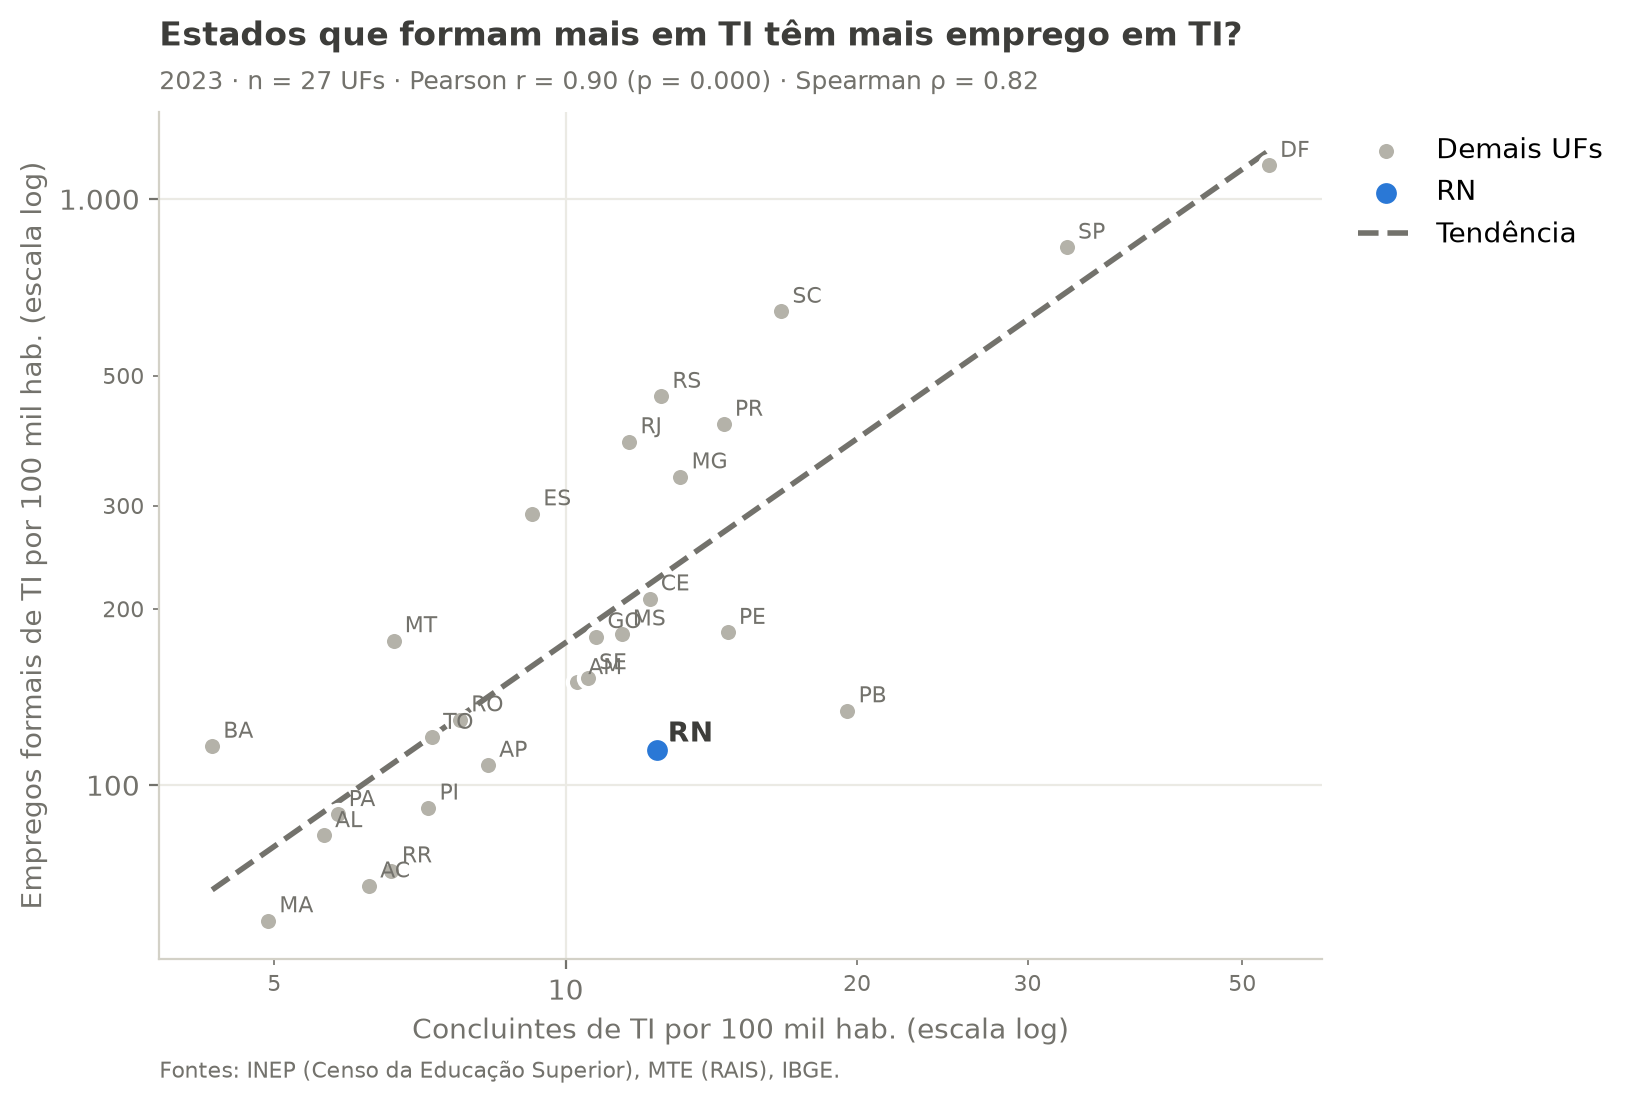 Estados que formam mais em TI têm mais emprego em TI?
2023 · n = 27 UFs · Pearson r = 0.90 (p = 0.000) · Spearman ρ = 0.82
Empregos formais de TI por 100 mil hab. (escala log)
1.000
500
300
200
100
DF
SP
SC
RS
PR
RJ
MG
ES
CE
GO
MS
PE
MT
SE
AM
PB
RO
TO
BA
RN
AP
PI
PA
AL
RR
AC
MA
Demais UFs
RN
Tendência
5
10
20
30
50
Concluintes de TI por 100 mil hab. (escala log)
Fontes: INEP (Censo da Educação Superior), MTE (RAIS), IBGE.